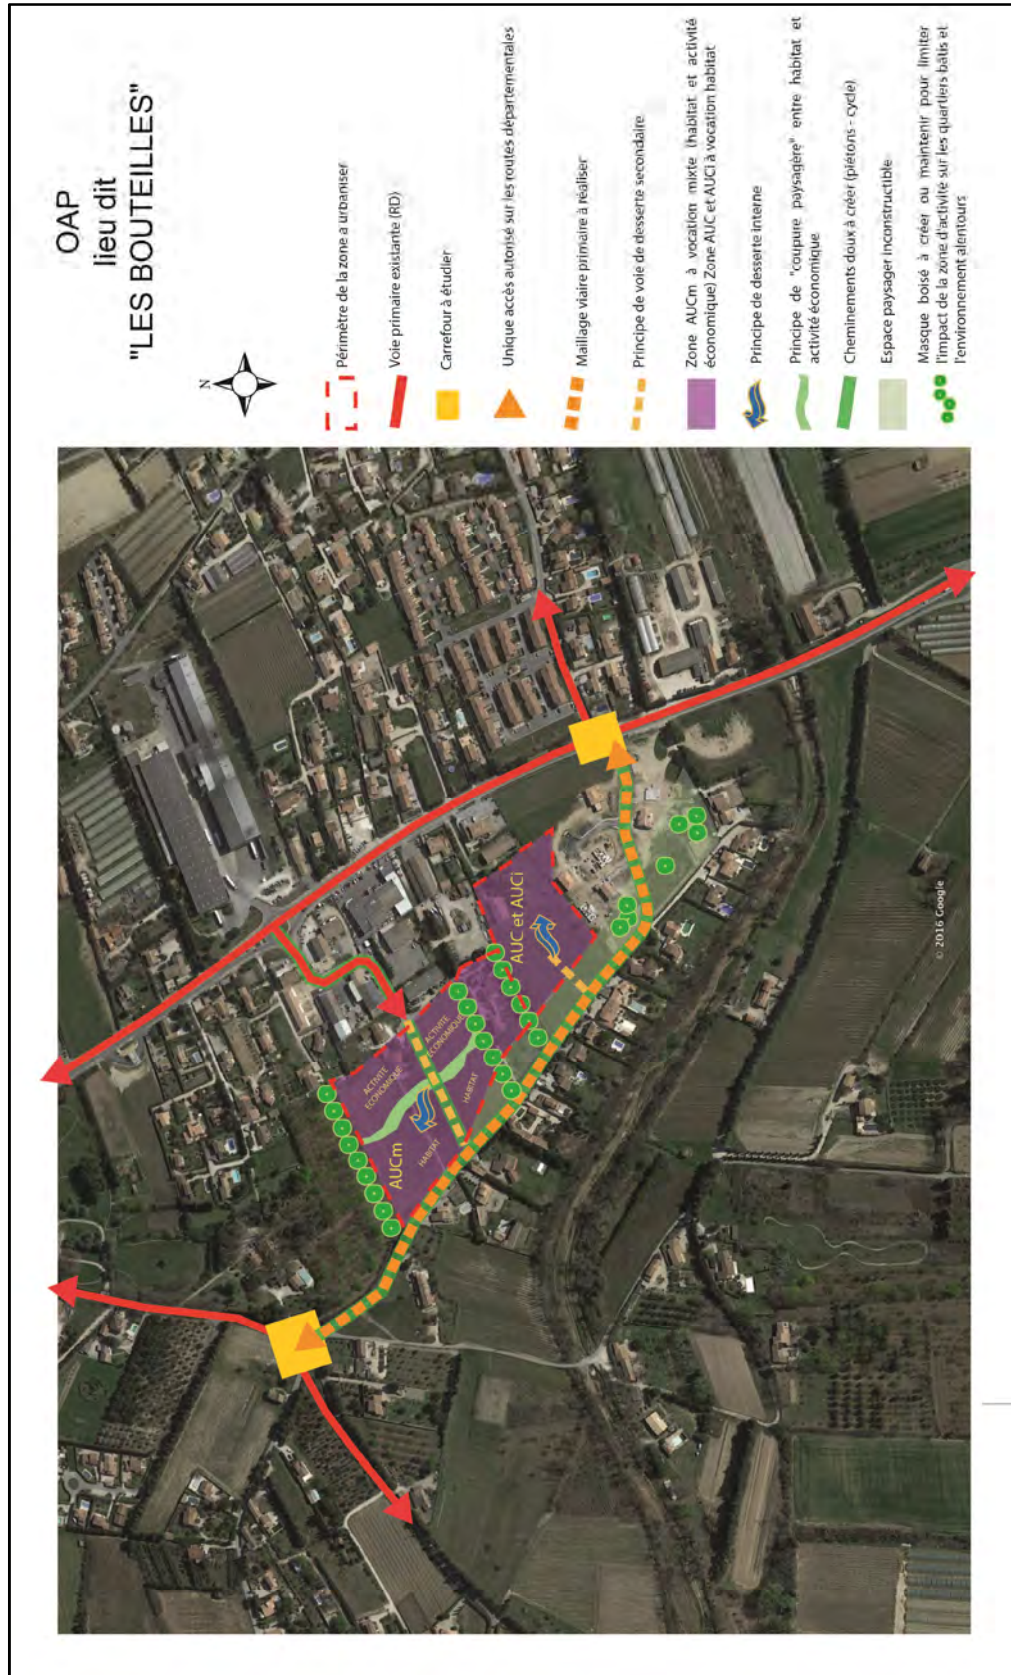 OAP
lieu dit
"LES BOUTEILLES"
N
Périmètre de la zone a urbaniser
Voie primaire existante (RD)
Carrefour à étudier
Unique accès autorisé sur les routes départementales
Maillage viaire primaire à réaliser
Principe de voie de desserte secondaire
Zone AUCm à vocation mixte (habitat et activité
économique) Zone AUC et AUCi à vocation habitat
Principe de desserte interne
Principe de "coupure paysagère" entre habitat et
activité économique
Cheminements doux à créer (piétons - cycle)
Espace paysager inconstructible
Masque boisé à créer ou maintenir pour limiter
l'impact de la zone d'activité sur les quartiers bâtis et
l'environnement alentours
ACTIVITE
ECONOMIQUE
ACTIVITE
ECONOMIQUE
HABITAT
HABITAT
AUCm
AUC et AUCi
© 2016 Google